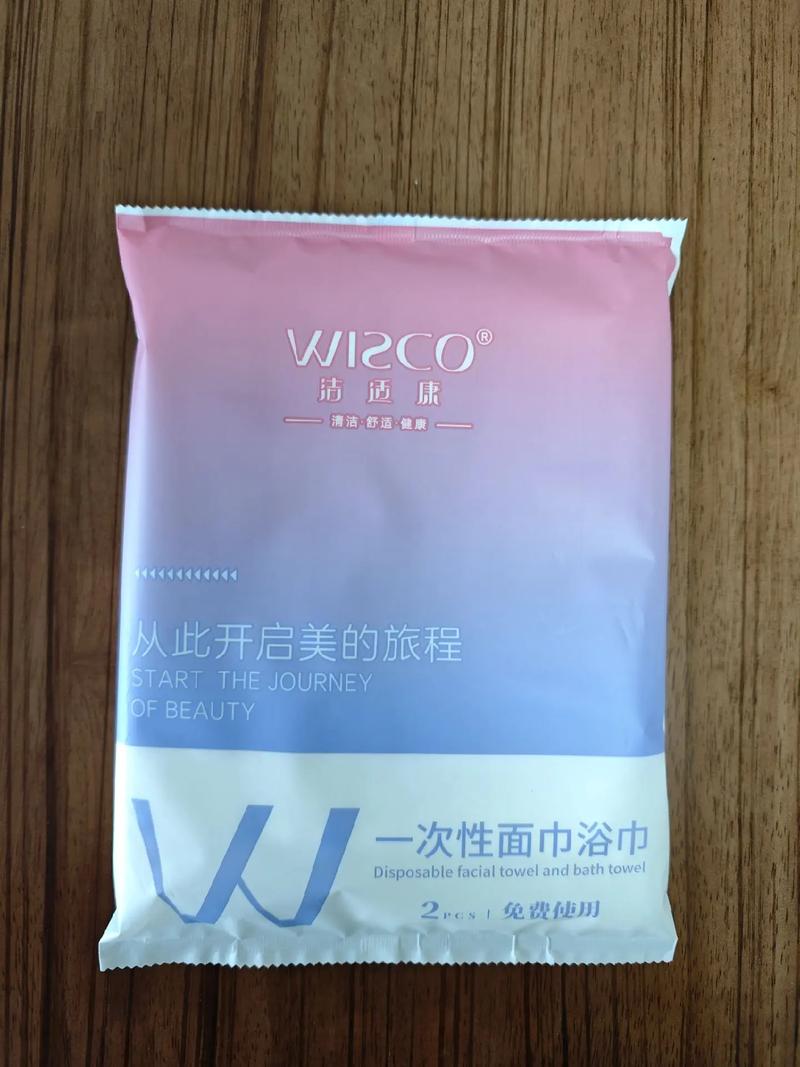 WISCO®
洁适康
清洁·舒适·健康
从此开启美的旅程
START THE JOURNEY
OF BEAUTY
W
一次性面巾浴巾
Disposable facial towel and bath towel
2PCS | 免费使用